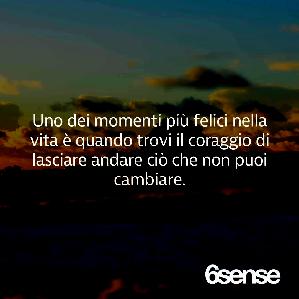 Uno dei momenti più felici nella
vita è quando trovi il coraggio di
lasciare andare ciò che non puoi
cambiare.
6sense